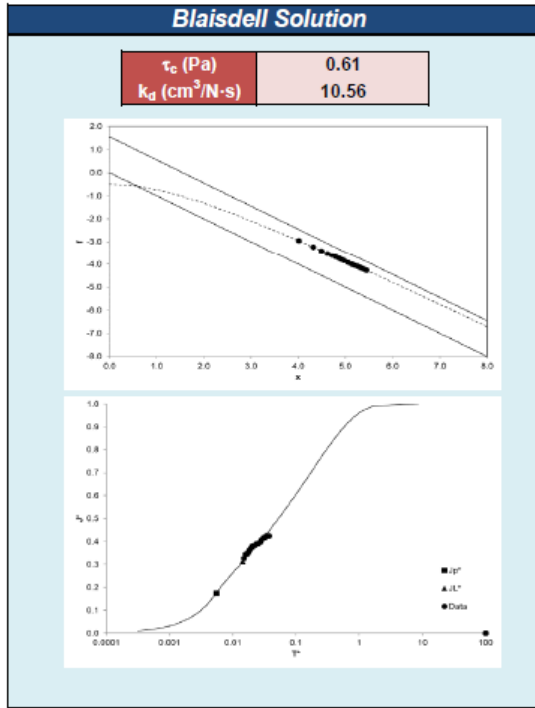 Blaisdell Solution
τc (Pa) 0.61
kd (cm³/N·s) 10.56
2.0
1.0
0.0
-1.0
-2.0
-3.0
-4.0
-5.0
-6.0
-7.0
-8.0
f
0.0 1.0 2.0 3.0 4.0 5.0 6.0 7.0 8.0
x
1.0
0.9
0.8
0.7
0.6
0.5
0.4
0.3
0.2
0.1
0.0
J*
Jp*
JL*
Data
0.0001 0.001 0.01 0.1 1 10 100
T*